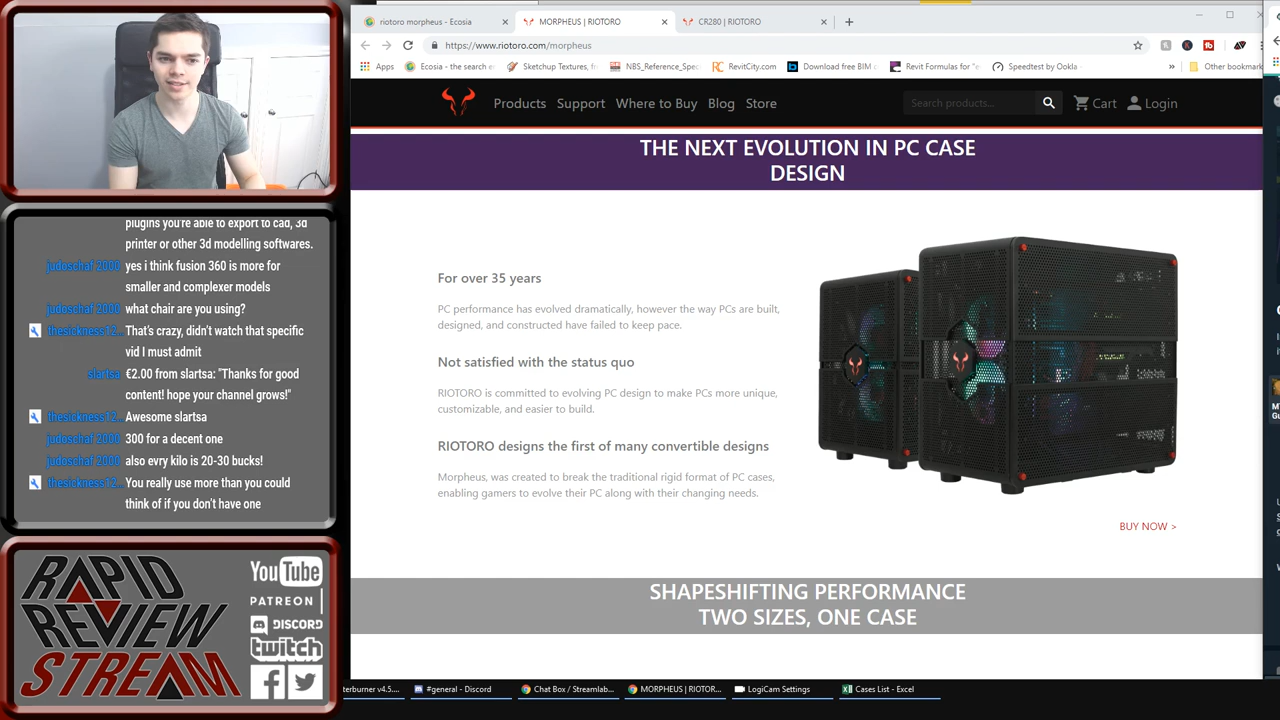 riotoro morpheus - Ecosia
MORPHEUS | RIOTORO
CR280 | RIOTORO
https://www.riotoro.com/morpheus
Apps
Ecosia - the search e
Sketchup Textures, f
NBS_Reference_Spec
RevitCity.com
Download free BIM c
Revit Formulas for "e
Speedtest by Ookla -
»
Other bookmark
Products
Support
Where to Buy
Blog
Store
Search products...
Cart
Login
THE NEXT EVOLUTION IN PC CASE
DESIGN
For over 35 years
PC performance has evolved dramatically, however the way PCs are built,
designed, and constructed have failed to keep pace.
Not satisfied with the status quo
RIOTORO is committed to evolving PC design to make PCs more unique,
customizable, and easier to build.
RIOTORO designs the first of many convertible designs
Morpheus, was created to break the traditional rigid format of PC cases,
enabling gamers to evolve their PC along with their changing needs.
BUY NOW >
SHAPESHIFTING PERFORMANCE
TWO SIZES, ONE CASE
plugins you're able to export to cad, 3d
printer or other 3d modelling softwares.
judoschaf 2000 yes i think fusion 360 is more for
smaller and complexer models
judoschaf 2000 what chair are you using?
thesickness12... That's crazy, didn't watch that specific
vid I must admit
slartsa €2.00 from slartsa: "Thanks for good
content! hope your channel grows!"
thesickness12... Awesome slartsa
judoschaf 2000 300 for a decent one
judoschaf 2000 also evry kilo is 20-30 bucks!
thesickness12... You really use more than you could
think of if you don't have one
RAPID
REVIEW
STREAM
YouTube
PATREON
DISCORD
twitch
terburner v4.5....
#general - Discord
Chat Box / Streamlab...
MORPHEUS | RIOTOR...
LogiCam Settings
Cases List - Excel